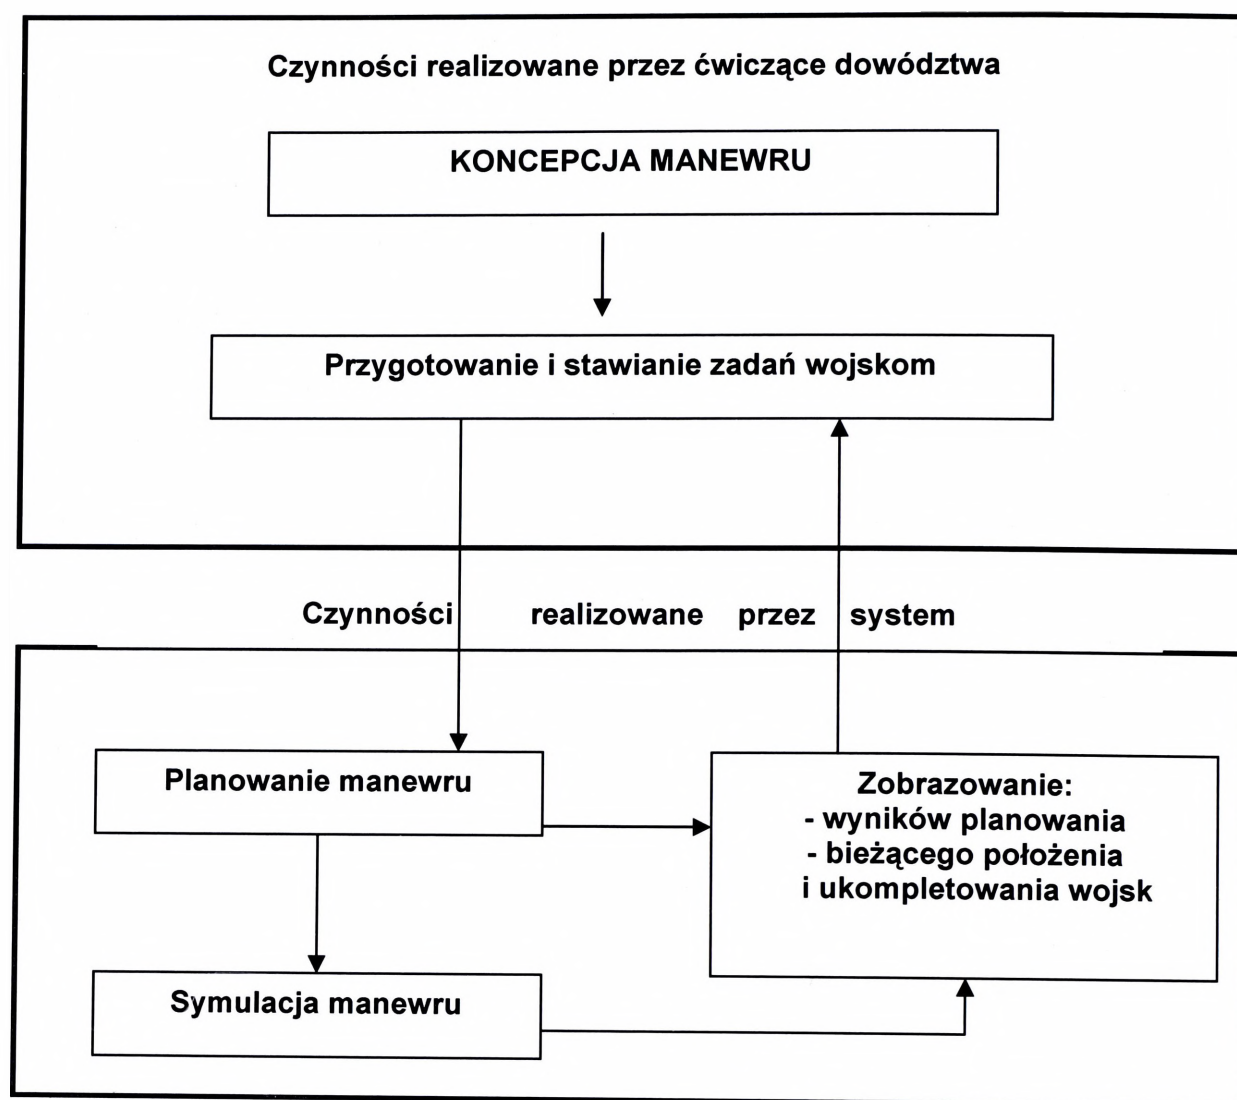 Czynności realizowane przez ćwiczące dowództwa
KONCEPCJA MANEWRU
Przygotowanie i stawianie zadań wojskom
Czynności realizowane przez system
Planowanie manewru
Zobrazowanie:
- wyników planowania
- bieżącego położenia
i ukompletowania wojsk
Symulacja manewru